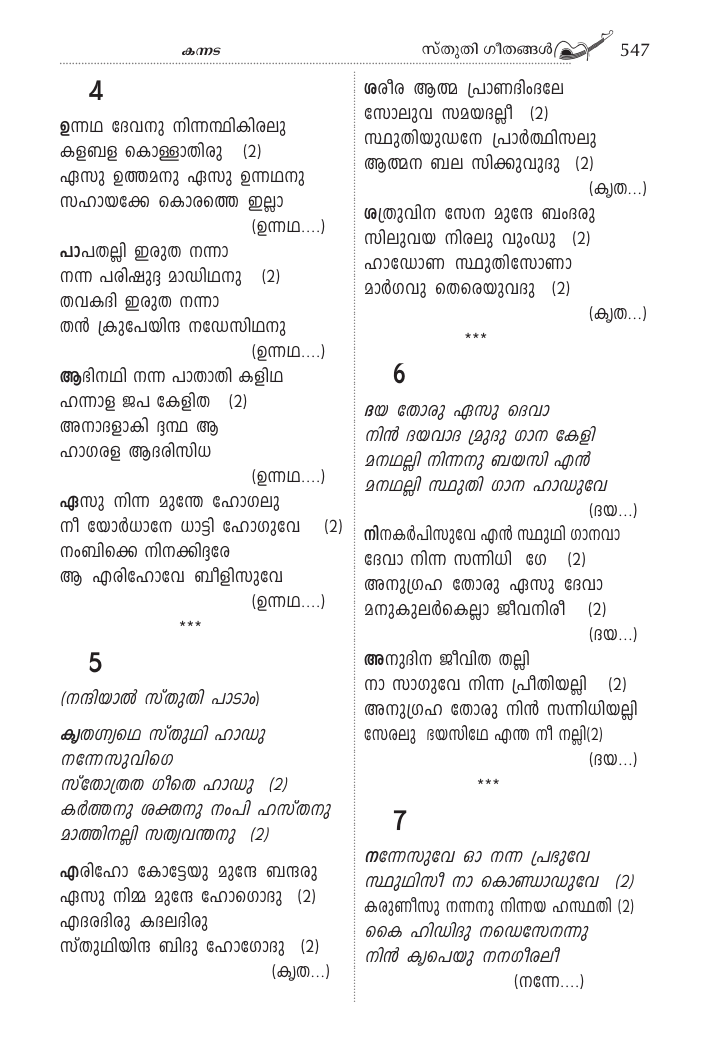 കന്നട
സ്തുതി ഗീതങ്ങൾ 547
4
ഉന്നഥ ദേവനു നിന്നന്ഥികിരലു
കളബള കൊള്ളാതിരു (2)
ഏസു ഉത്തമനു ഏസു ഉന്നഥനു
സഹായക്കേ കൊരത്തെ ഇല്ലാ
(ഉന്നഥ....)
പാപതല്ലി ഇരുത നന്നാ
നന്ന പരിഷുദ്ദ മാഡിഥനു (2)
തവകദി ഇരുത നന്നാ
തൻ ക്രുപേയിന്ദ നഡേസിഥനു
(ഉന്നഥ....)
ആഭിനഥി നന്ന പാതാതി കളിഥ
ഹന്നാള ജപ കേളിത (2)
അനാദളാകി ദ്ദന്ഥ ആ
ഹാഗരള ആദരിസിധ
(ഉന്നഥ....)
ഏസു നിന്ന മുന്തേ ഹോഗലു
നീ യോർധാനേ ധാട്ടി ഹോഗുവേ (2)
നംബിക്കെ നിനക്കിദ്ദരേ
ആ എരിഹോവേ ബീളിസുവേ
(ഉന്നഥ....)
***
5
(നന്ദിയാൽ സ്തുതി പാടാം)
കൃതഗ്ന്യഥെ സ്തുഥി ഹാഡു
നന്നേസുവിഗെ
സ്തോത്രത ഗീതെ ഹാഡു (2)
കർത്തനു ശക്തനു നംപി ഹസ്തനു
മാത്തിനല്ലി സത്യവന്തനു (2)
എരിഹോ കോട്ടേയു മുന്ദേ ബന്ദരു
ഏസു നിമ്മ മുന്ദേ ഹോഗൊദു (2)
എദരദിരു കദലദിരു
സ്തുഥിയിന്ദ ബിദു ഹോഗോദു (2)
(കൃത...)
ശരീര ആത്മ പ്രാണദിംദലേ
സോലുവ സമയദല്ലീ (2)
സ്ഥുതിയുഡനേ പ്രാർത്ഥിസലു
ആത്മന ബല സിക്കുവുദു (2)
(കൃത...)
ശത്രുവിന സേന മുന്ദേ ബംദരു
സിലുവയ നിരലു വുംഡു (2)
ഹാഡോണ സ്ഥുതിസോണാ
മാർഗവു തെരെയുവദു (2)
(കൃത...)
***
6
ദയ തോരു ഏസു ദെവാ
നിൻ ദയവാദ മ്രുദു ഗാന കേളി
മനഥല്ലി നിന്നനു ബയസി എൻ
മനഥല്ലി സ്ഥുതി ഗാന ഹാഡുവേ
(ദയ...)
നിനകർപിസുവേ എൻ സ്ഥുഥി ഗാനവാ
ദേവാ നിന്ന സന്നിധി ഗേ (2)
അനുഗ്രഹ തോരു ഏസു ദേവാ
മനുകുലർകെല്ലാ ജീവനിരീ (2)
(ദയ...)
അനുദിന ജീവിത തല്ലി
നാ സാഗുവേ നിന്ന പ്രീതിയല്ലി (2)
അനുഗ്രഹ തോരു നിൻ സന്നിധിയല്ലി
സേരലു ദയസിഥേ എന്ത നീ നല്ലി(2)
(ദയ...)
***
7
നന്നേസുവേ ഓ നന്ന പ്രഭുവേ
സ്ഥുഥിസീ നാ കൊണ്ഡാഡുവേ (2)
കരുണീസു നന്നനു നിന്നയ ഹസ്ഥതി (2)
കൈ ഹിഡിദു നഡെസേനന്നു
നിൻ കൃപെയു നനഗീരലീ
(നന്നേ....)